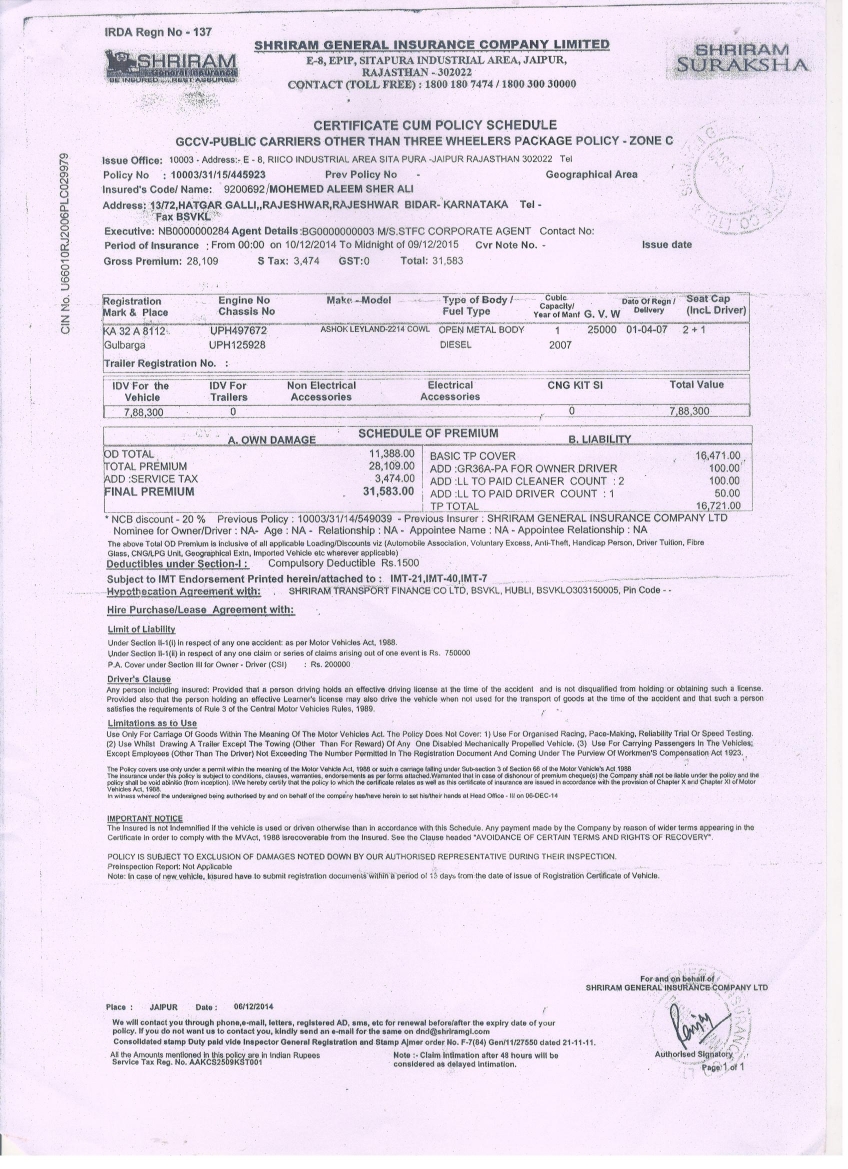 IRDA Regn No - 137
SHRIRAM
General Insurance
BE INSURED ...... REST ASSURED
SHRIRAM GENERAL INSURANCE COMPANY LIMITED
E-8, EPIP, SITAPURA INDUSTRIAL AREA, JAIPUR,
RAJASTHAN - 302022
CONTACT (TOLL FREE) : 1800 180 7474 / 1800 300 30000
SHRIRAM
SURAKSHA
CERTIFICATE CUM POLICY SCHEDULE
GCCV-PUBLIC CARRIERS OTHER THAN THREE WHEELERS PACKAGE POLICY - ZONE C
CIN No. U66010RJ2006PLC029979
Issue Office: 10003 - Address:- E - 8, RIICO INDUSTRIAL AREA SITA PURA -JAIPUR RAJASTHAN 302022 Tel
Policy No : 10003/31/15/445923 Prev Policy No - Geographical Area
Insured's Code/ Name: 9200692/MOHEMED ALEEM SHER ALI
Address: 13/72,HATGAR GALLI,,RAJESHWAR,RAJESHWAR BIDAR- KARNATAKA Tel -
Fax BSVKL
Executive: NB0000000284 Agent Details:BG0000000003 M/S.STFC CORPORATE AGENT Contact No:
Period of Insurance : From 00:00 on 10/12/2014 To Midnight of 09/12/2015 Cvr Note No. - Issue date
Gross Premium: 28,109 S Tax: 3,474 GST:0 Total: 31,583
Registration Mark & Place Engine No Chassis No Make - Model Type of Body / Fuel Type Cubic Capacity/ Year of Manf G. V. W Date Of Regn / Delivery Seat Cap (IncL Driver)
KA 32 A 8112 UPH497672 ASHOK LEYLAND-2214 COWL OPEN METAL BODY 1 25000 01-04-07 2 + 1
Gulbarga UPH125928 DIESEL 2007
Trailer Registration No. :
IDV For the Vehicle IDV For Trailers Non Electrical Accessories Electrical Accessories CNG KIT SI Total Value
7,88,300 0 0 7,88,300
SCHEDULE OF PREMIUM
A. OWN DAMAGE B. LIABILITY
OD TOTAL 11,388.00 BASIC TP COVER 16,471.00
TOTAL PREMIUM 28,109.00 ADD :GR36A-PA FOR OWNER DRIVER 100.00
ADD :SERVICE TAX 3,474.00 ADD :LL TO PAID CLEANER COUNT : 2 100.00
FINAL PREMIUM 31,583.00 ADD :LL TO PAID DRIVER COUNT : 1 50.00
TP TOTAL 16,721.00
* NCB discount - 20 % Previous Policy : 10003/31/14/549039 - Previous Insurer : SHRIRAM GENERAL INSURANCE COMPANY LTD
Nominee for Owner/Driver : NA- Age : NA - Relationship : NA - Appointee Name : NA - Appointee Relationship : NA
The above Total OD Premium is Inclusive of all applicable Loading/Discounts viz (Automobile Association, Voluntary Excess, Anti-Theft, Handicap Person, Driver Tuition, Fibre
Glass, CNG/LPG Unit, Geographical Extn, Imported Vehicle etc wherever applicable)
Deductibles under Section-I : Compulsory Deductible Rs.1500
Subject to IMT Endorsement Printed herein/attached to : IMT-21,IMT-40,IMT-7
Hypothecation Agreement with: SHRIRAM TRANSPORT FINANCE CO LTD, BSVKL, HUBLI, BSVKLO303150005, Pin Code - -
Hire Purchase/Lease Agreement with:
Limit of Liability
Under Section II-1(i) in respect of any one accident: as per Motor Vehicles Act, 1988.
Under Section II-1(ii) in respect of any one claim or series of claims arising out of one event is Rs. 750000
P.A. Cover under Section III for Owner - Driver (CSI) : Rs. 200000
Driver's Clause
Any person including insured: Provided that a person driving holds an effective driving license at the time of the accident and is not disqualified from holding or obtaining such a license.
Provided also that the person holding an effective Learner's license may also drive the vehicle when not used for the transport of goods at the time of the accident and that such a person
satisfies the requirements of Rule 3 of the Central Motor Vehicles Rules, 1989.
Limitations as to Use
Use Only For Carriage Of Goods Within The Meaning Of The Motor Vehicles Act. The Policy Does Not Cover: 1) Use For Organised Racing, Pace-Making, Reliability Trial Or Speed Testing.
(2) Use Whilst Drawing A Trailer Except The Towing (Other Than For Reward) Of Any One Disabled Mechanically Propelled Vehicle. (3) Use For Carrying Passengers In The Vehicles;
Except Employees (Other Than The Driver) Not Exceeding The Number Permitted In The Registration Document And Coming Under The Purview Of Workmen'S Compensation Act 1923.
The Policy covers use only under a permit within the meaning of the Motor Vehicle Act, 1988 or such a carriage falling under Sub-section 3 of Section 66 of the Motor Vehicle's Act 1988
The insurance under this policy is subject to conditions, clauses, warranties, endorsements as per forms attached.Warranted that in case of dishonour of premium cheque(s) the Company shall not be liable under the policy and the
policy shall be void abinitio (from inception). I/We hereby certify that the policy to which the certificate relates as well as this certificate of insurance are issued in accordance with the provision of Chapter X and Chapter XI of Motor
Vehicles Act, 1988.
In witness whereof the undersigned being authorised by and on behalf of the company has/have herein to set his/their hands at Head Office - III on 06-DEC-14
IMPORTANT NOTICE
The Insured is not Indemnified if the vehicle is used or driven otherwise than in accordance with this Schedule. Any payment made by the Company by reason of wider terms appearing in the
Certificate in order to comply with the MVAct, 1988 isrecoverable from the Insured. See the Clause headed "AVOIDANCE OF CERTAIN TERMS AND RIGHTS OF RECOVERY".
POLICY IS SUBJECT TO EXCLUSION OF DAMAGES NOTED DOWN BY OUR AUTHORISED REPRESENTATIVE DURING THEIR INSPECTION.
Preinspection Report: Not Applicable
Note: In case of new vehicle, Insured have to submit registration documents within a period of 15 days from the date of issue of Registration Certificate of Vehicle.
For and on behalf of
SHRIRAM GENERAL INSURANCE COMPANY LTD
Place : JAIPUR Date : 06/12/2014
We will contact you through phone,e-mail, letters, registered AD, sms, etc for renewal before/after the expiry date of your
policy. If you do not want us to contact you, kindly send an e-mail for the same on dnd@shriramgi.com
Consolidated stamp Duty paid vide Inspector General Registration and Stamp Ajmer order No. F-7(84) Gen/11/27550 dated 21-11-11.
All the Amounts mentioned in this policy are in Indian Rupees
Service Tax Reg. No. AAKCS2509KST001
Note :- Claim intimation after 48 hours will be
considered as delayed intimation.
Authorised Signatory
Page 1 of 1